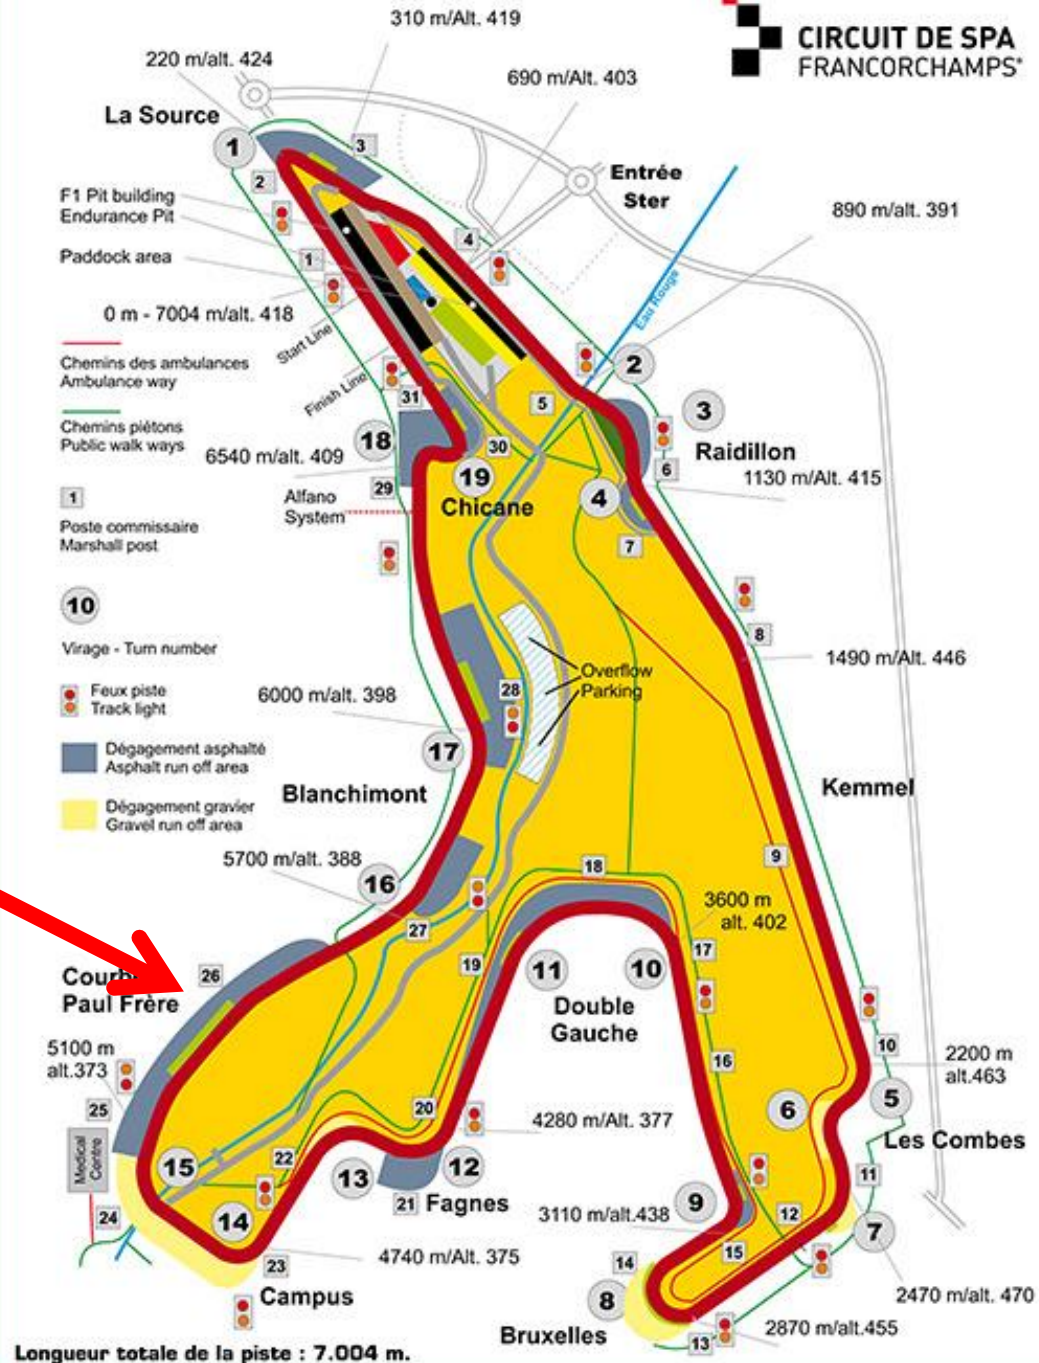 310 m/Alt. 419
CIRCUIT DE SPA
FRANCORCHAMPS®
220 m/alt. 424
690 m/Alt. 403
La Source
1
3
2
Entrée
Ster
F1 Pit building
Endurance Pit
890 m/alt. 391
4
Paddock area
1
Eau Rouge
0 m - 7004 m/alt. 418
Start Line
Chemins des ambulances
Ambulance way
2
Finish Line
31
5
3
Chemins piétons
Public walk ways
18
30
Raidillon
6540 m/alt. 409
6
1130 m/Alt. 415
19
29
1
Alfano
System
Chicane
4
Poste commissaire
Marshall post
7
10
8
Virage - Turn number
1490 m/Alt. 446
Overflow
Parking
Feux piste
Track light
6000 m/alt. 398
28
17
Dégagement asphalté
Asphalt run off area
Blanchimont
Kemmel
Dégagement gravier
Gravel run off area
5700 m/alt. 388
9
18
16
3600 m
alt. 402
27
17
19
26
11
10
Courb
Paul Frère
Double
Gauche
5100 m
alt.373
10
16
2200 m
alt.463
25
20
6
5
4280 m/Alt. 377
Les Combes
Medical
Centre
22
15
13
12
11
21
Fagnes
9
24
14
3110 m/alt.438
12
7
15
4740 m/Alt. 375
23
14
Campus
8
2470 m/alt. 470
Bruxelles
13
2870 m/alt.455
Longueur totale de la piste : 7.004 m.